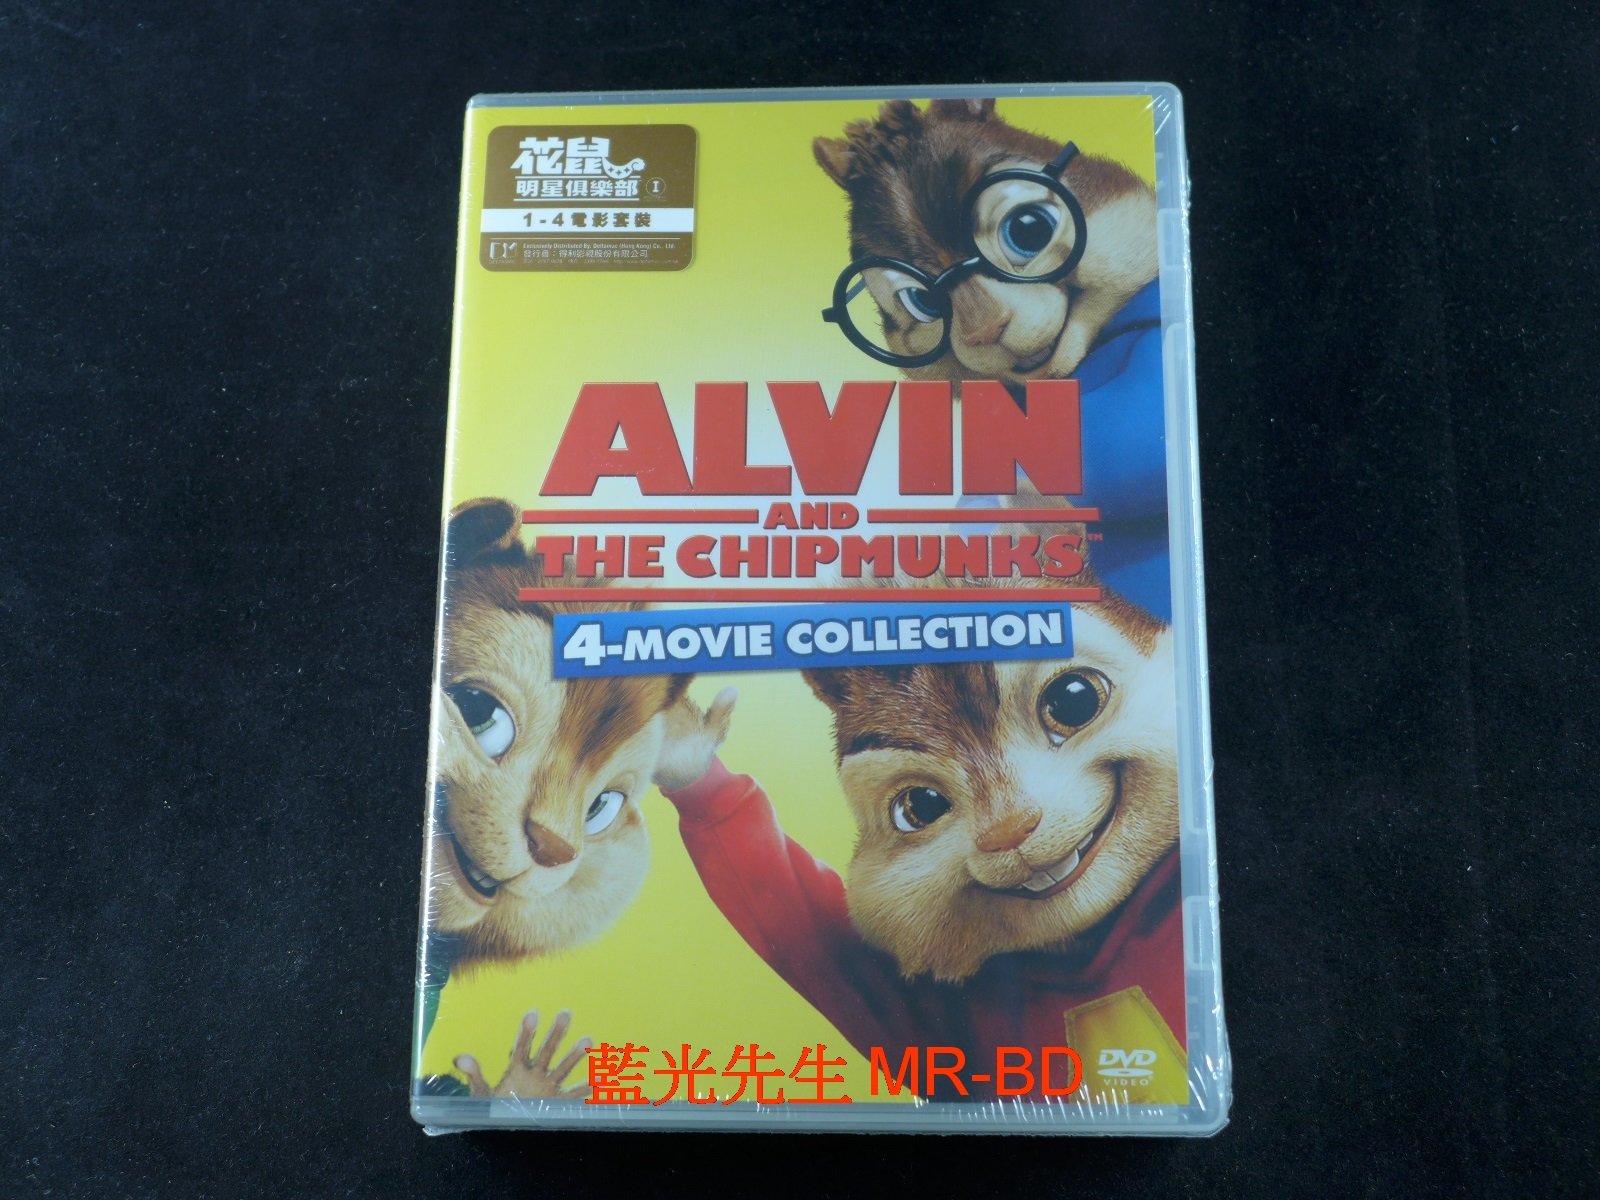 花鼠
明星俱樂部 I
1-4電影套裝
Exclusively Distributed By: Deltamac (Hong Kong) Co., Ltd.
發行商：得利影視股份有限公司
ALVIN
AND
THE CHIPMUNKS™
4-MOVIE COLLECTION
DVD
VIDEO
藍光先生 MR-BD